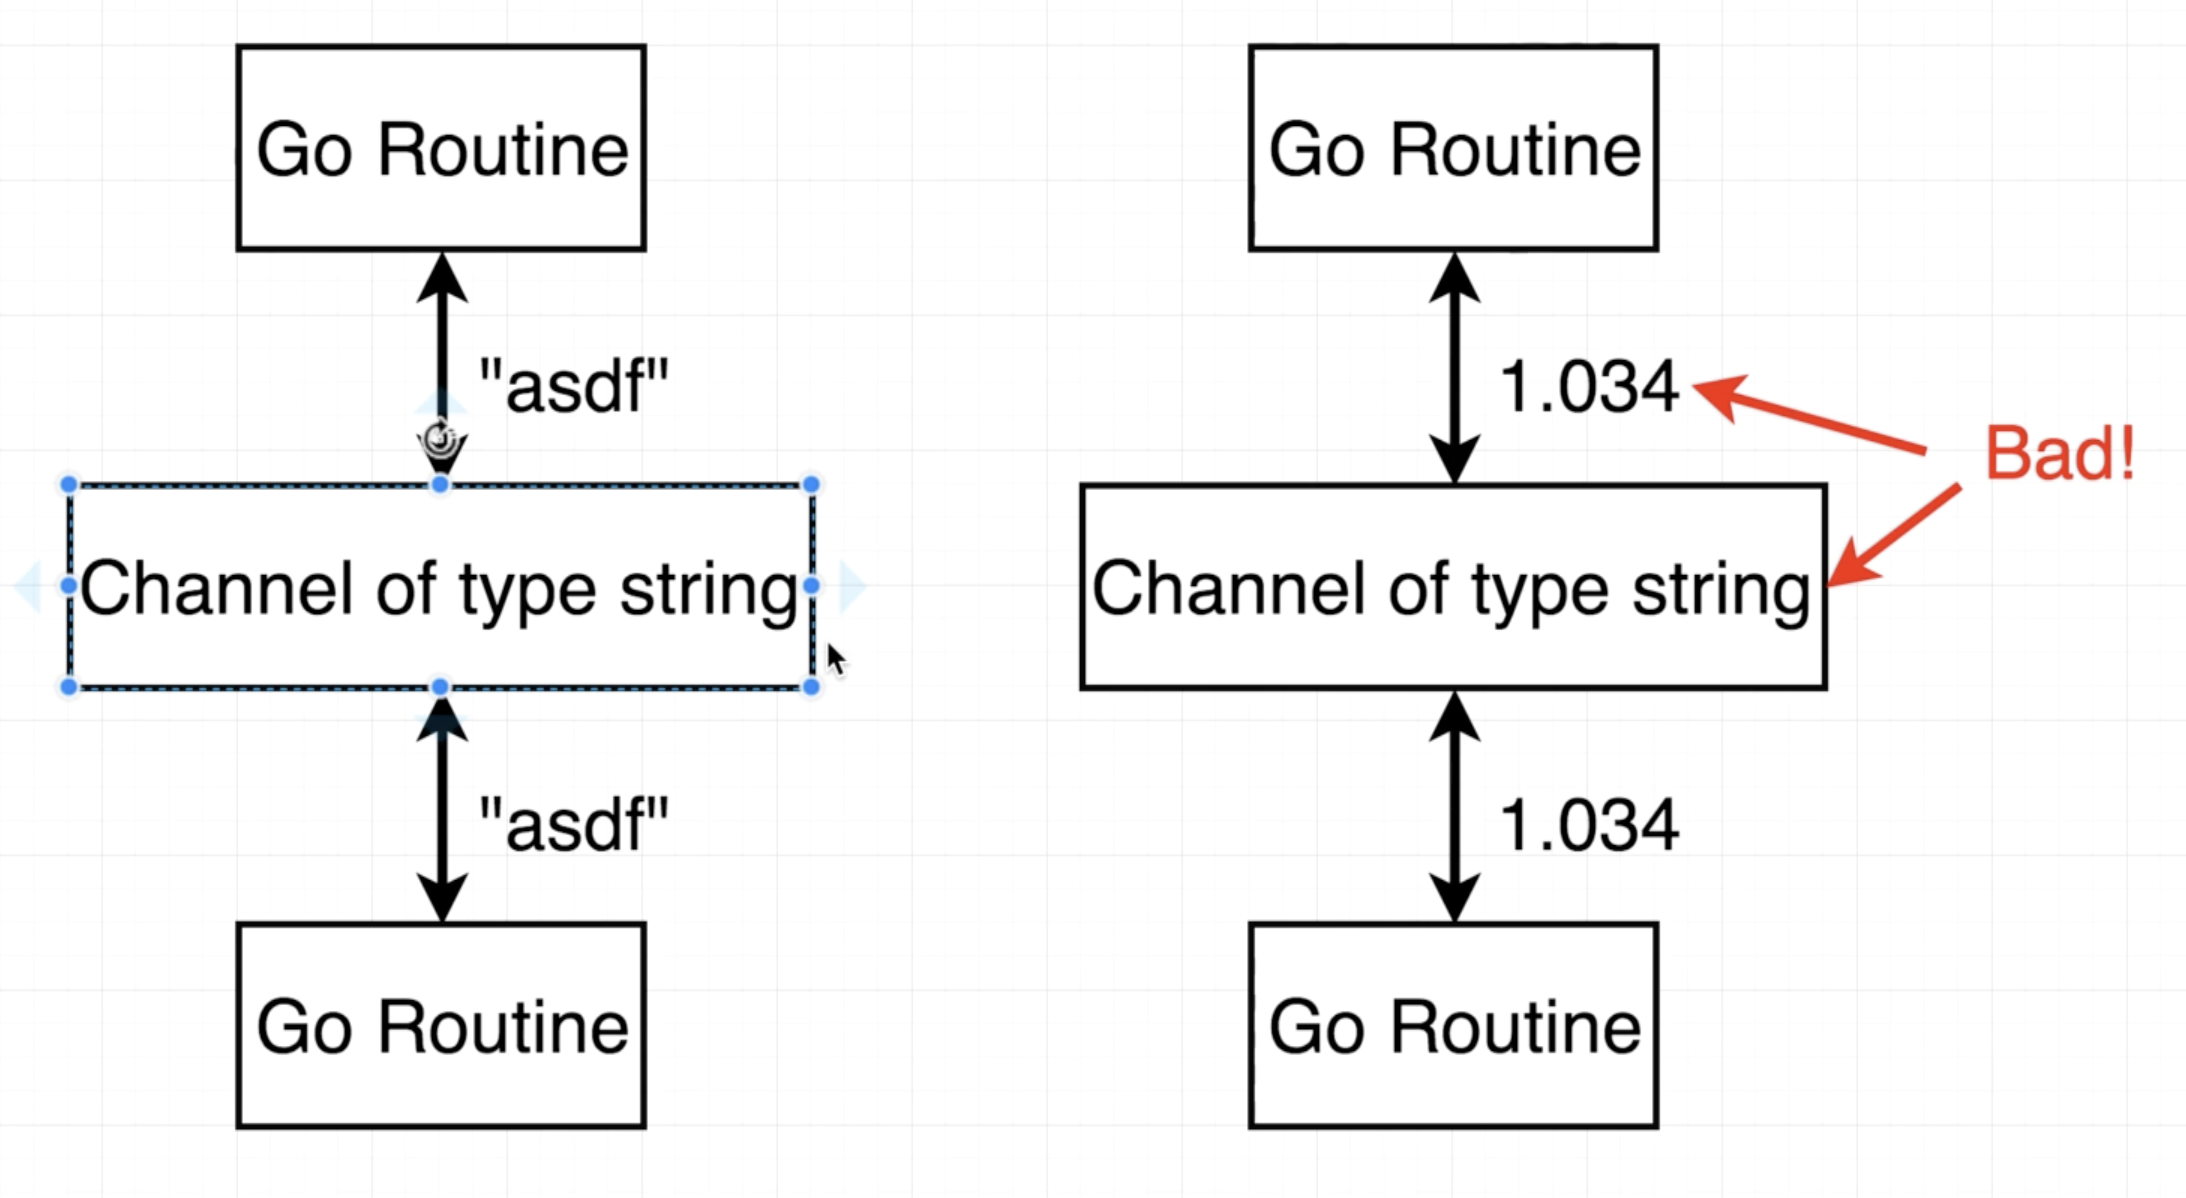 Go Routine
"asdf"
Channel of type string
"asdf"
Go Routine
Go Routine
1.034
Bad!
Channel of type string
1.034
Go Routine